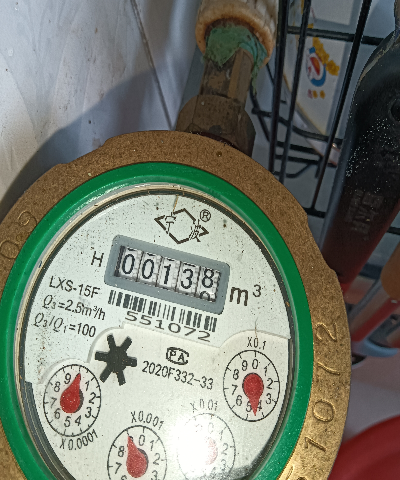 ®
H 00138 m³
LXS-15F
551072
Q₃=2.5m³/h
Q₃/Q₁=100
PA
2020F332-33
X0.1
X0.01
X0.001
X0.0001